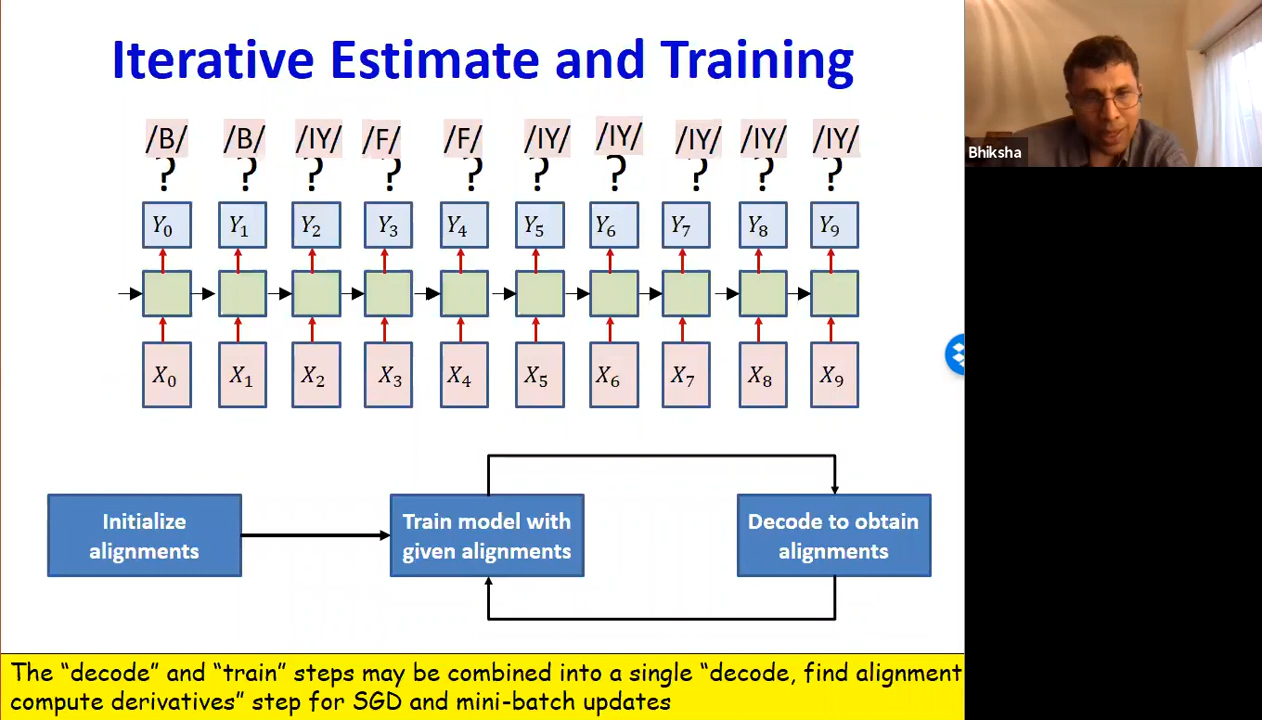 Iterative Estimate and Training
Bhiksha
/B/ /B/ /IY/ /F/ /F/ /IY/ /IY/ /IY/ /IY/ /IY/
? ? ? ? ? ? ? ? ? ?
Y0 Y1 Y2 Y3 Y4 Y5 Y6 Y7 Y8 Y9
X0 X1 X2 X3 X4 X5 X6 X7 X8 X9
Initialize
alignments
Train model with
given alignments
Decode to obtain
alignments
The “decode” and “train” steps may be combined into a single “decode, find alignment
compute derivatives” step for SGD and mini-batch updates